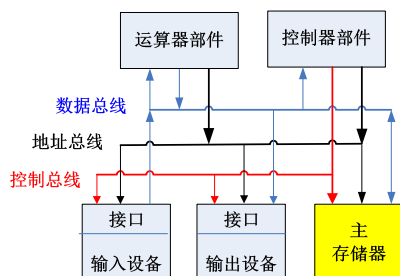 运算器部件
控制器部件
数据总线
地址总线
控制总线
接口
输入设备
接口
输出设备
主
存储器